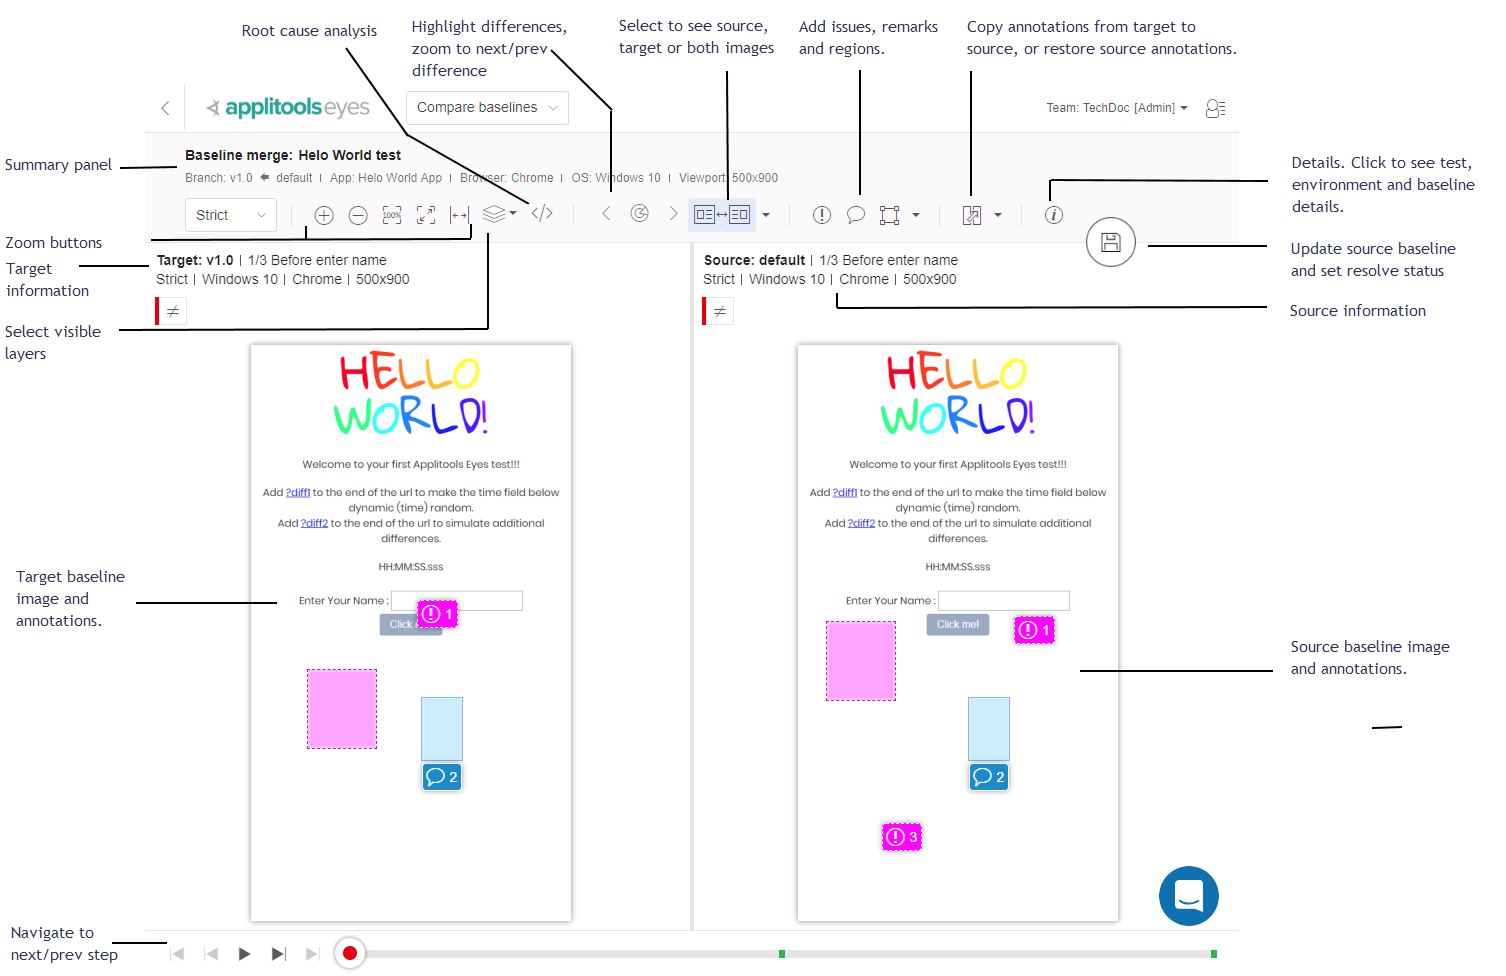 Root cause analysis
Highlight differences,
zoom to next/prev
difference
Select to see source,
target or both images
Add issues, remarks
and regions.
Copy annotations from target to
source, or restore source annotations.
applitools eyes
Compare baselines
Team: TechDoc [Admin]
Summary panel
Baseline merge: Helo World test
Branch: v1.0 default | App: Helo World App | Browser: Chrome | OS: Windows 10 | Viewport: 500x900
Details. Click to see test,
environment and baseline
details.
Strict
100%
Zoom buttons
Update source baseline
and set resolve status
Target
information
Target: v1.0 | 1/3 Before enter name
Strict | Windows 10 | Chrome | 500x900
Source: default | 1/3 Before enter name
Strict | Windows 10 | Chrome | 500x900
Source information
≠
≠
Select visible
layers
HELLO
WORLD!
Welcome to your first Applitools Eyes test!!!
Add ?diff1 to the end of the url to make the time field below
dynamic (time) random.
Add ?diff2 to the end of the url to simulate additional
differences.
HH:MM:SS.sss
Enter Your Name :
Click
1
2
HELLO
WORLD!
Welcome to your first Applitools Eyes test!!!
Add ?diff1 to the end of the url to make the time field below
dynamic (time) random.
Add ?diff2 to the end of the url to simulate additional
differences.
HH:MM:SS.sss
Enter Your Name :
Click me!
1
2
3
Target baseline
image and
annotations.
Source baseline image
and annotations.
Navigate to
next/prev step